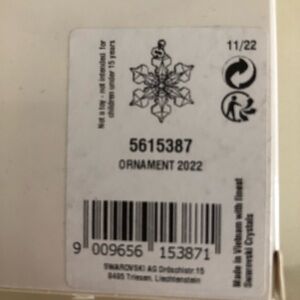 Not a toy - not intended for
children under 15 years
11/22
5615387
ORNAMENT 2022
9 009656 153871
SWAROVSKI AG Dröschistr. 15
9495 Triesen, Liechtenstein
Made in Vietnam with finest
Swarovski Crystals